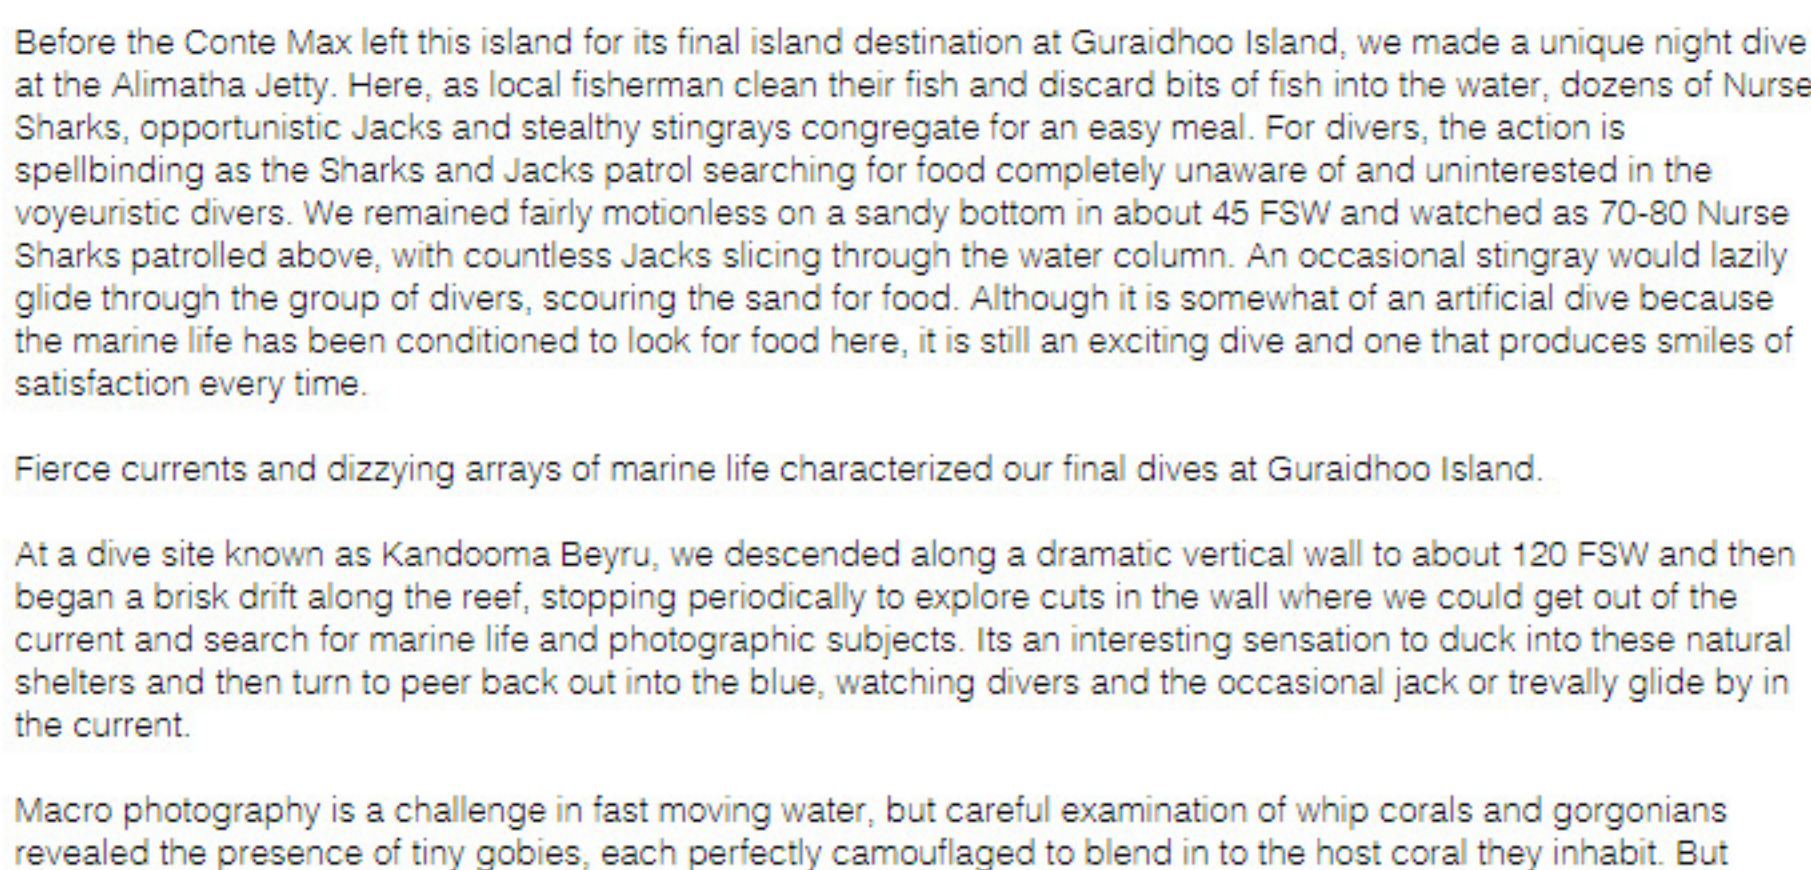 Before the Conte Max left this island for its final island destination at Guraidhoo Island, we made a unique night dive
at the Alimatha Jetty. Here, as local fisherman clean their fish and discard bits of fish into the water, dozens of Nurse
Sharks, opportunistic Jacks and stealthy stingrays congregate for an easy meal. For divers, the action is
spellbinding as the Sharks and Jacks patrol searching for food completely unaware of and uninterested in the
voyeuristic divers. We remained fairly motionless on a sandy bottom in about 45 FSW and watched as 70-80 Nurse
Sharks patrolled above, with countless Jacks slicing through the water column. An occasional stingray would lazily
glide through the group of divers, scouring the sand for food. Although it is somewhat of an artificial dive because
the marine life has been conditioned to look for food here, it is still an exciting dive and one that produces smiles of
satisfaction every time.
Fierce currents and dizzying arrays of marine life characterized our final dives at Guraidhoo Island.
At a dive site known as Kandooma Beyru, we descended along a dramatic vertical wall to about 120 FSW and then
began a brisk drift along the reef, stopping periodically to explore cuts in the wall where we could get out of the
current and search for marine life and photographic subjects. Its an interesting sensation to duck into these natural
shelters and then turn to peer back out into the blue, watching divers and the occasional jack or trevally glide by in
the current.
Macro photography is a challenge in fast moving water, but careful examination of whip corals and gorgonians
revealed the presence of tiny gobies, each perfectly camouflaged to blend in to the host coral they inhabit. But